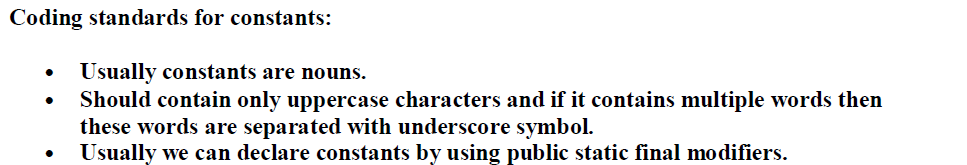 Coding standards for constants:
• Usually constants are nouns.
• Should contain only uppercase characters and if it contains multiple words then
these words are separated with underscore symbol.
• Usually we can declare constants by using public static final modifiers.